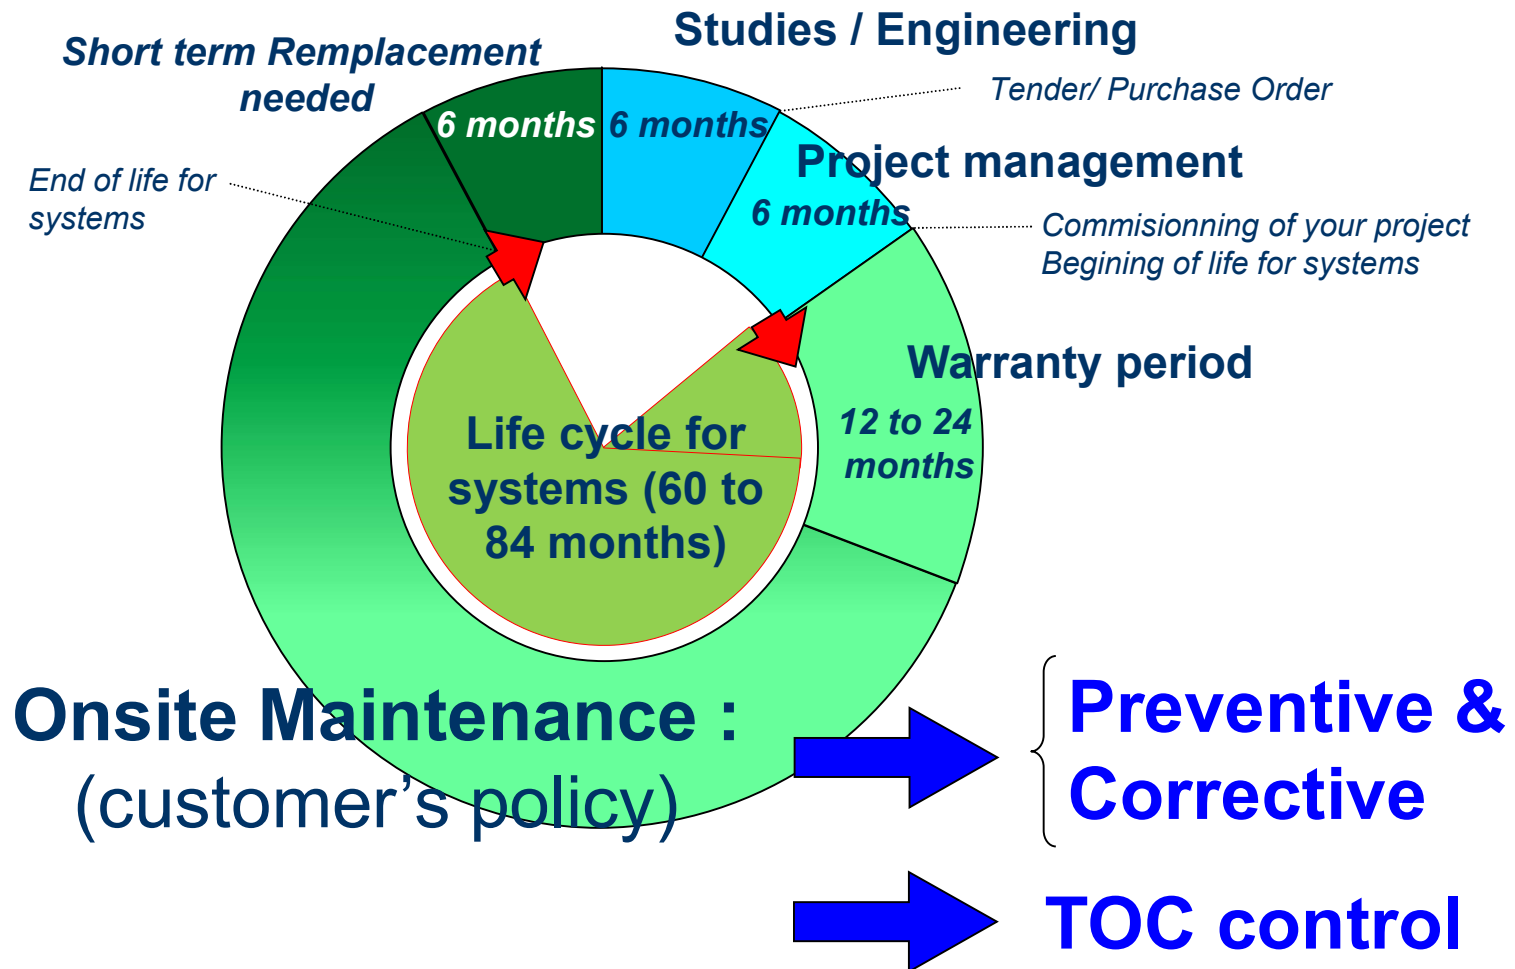 Studies / Engineering
Short term Remplacement
needed
Tender/ Purchase Order
6 months
6 months
Project management
End of life for
systems
6 months
Commisionning of your project
Begining of life for systems
Warranty period
12 to 24
months
Life cycle for
systems (60 to
84 months)
Onsite Maintenance :
(customer’s policy)
Preventive &
Corrective
TOC control